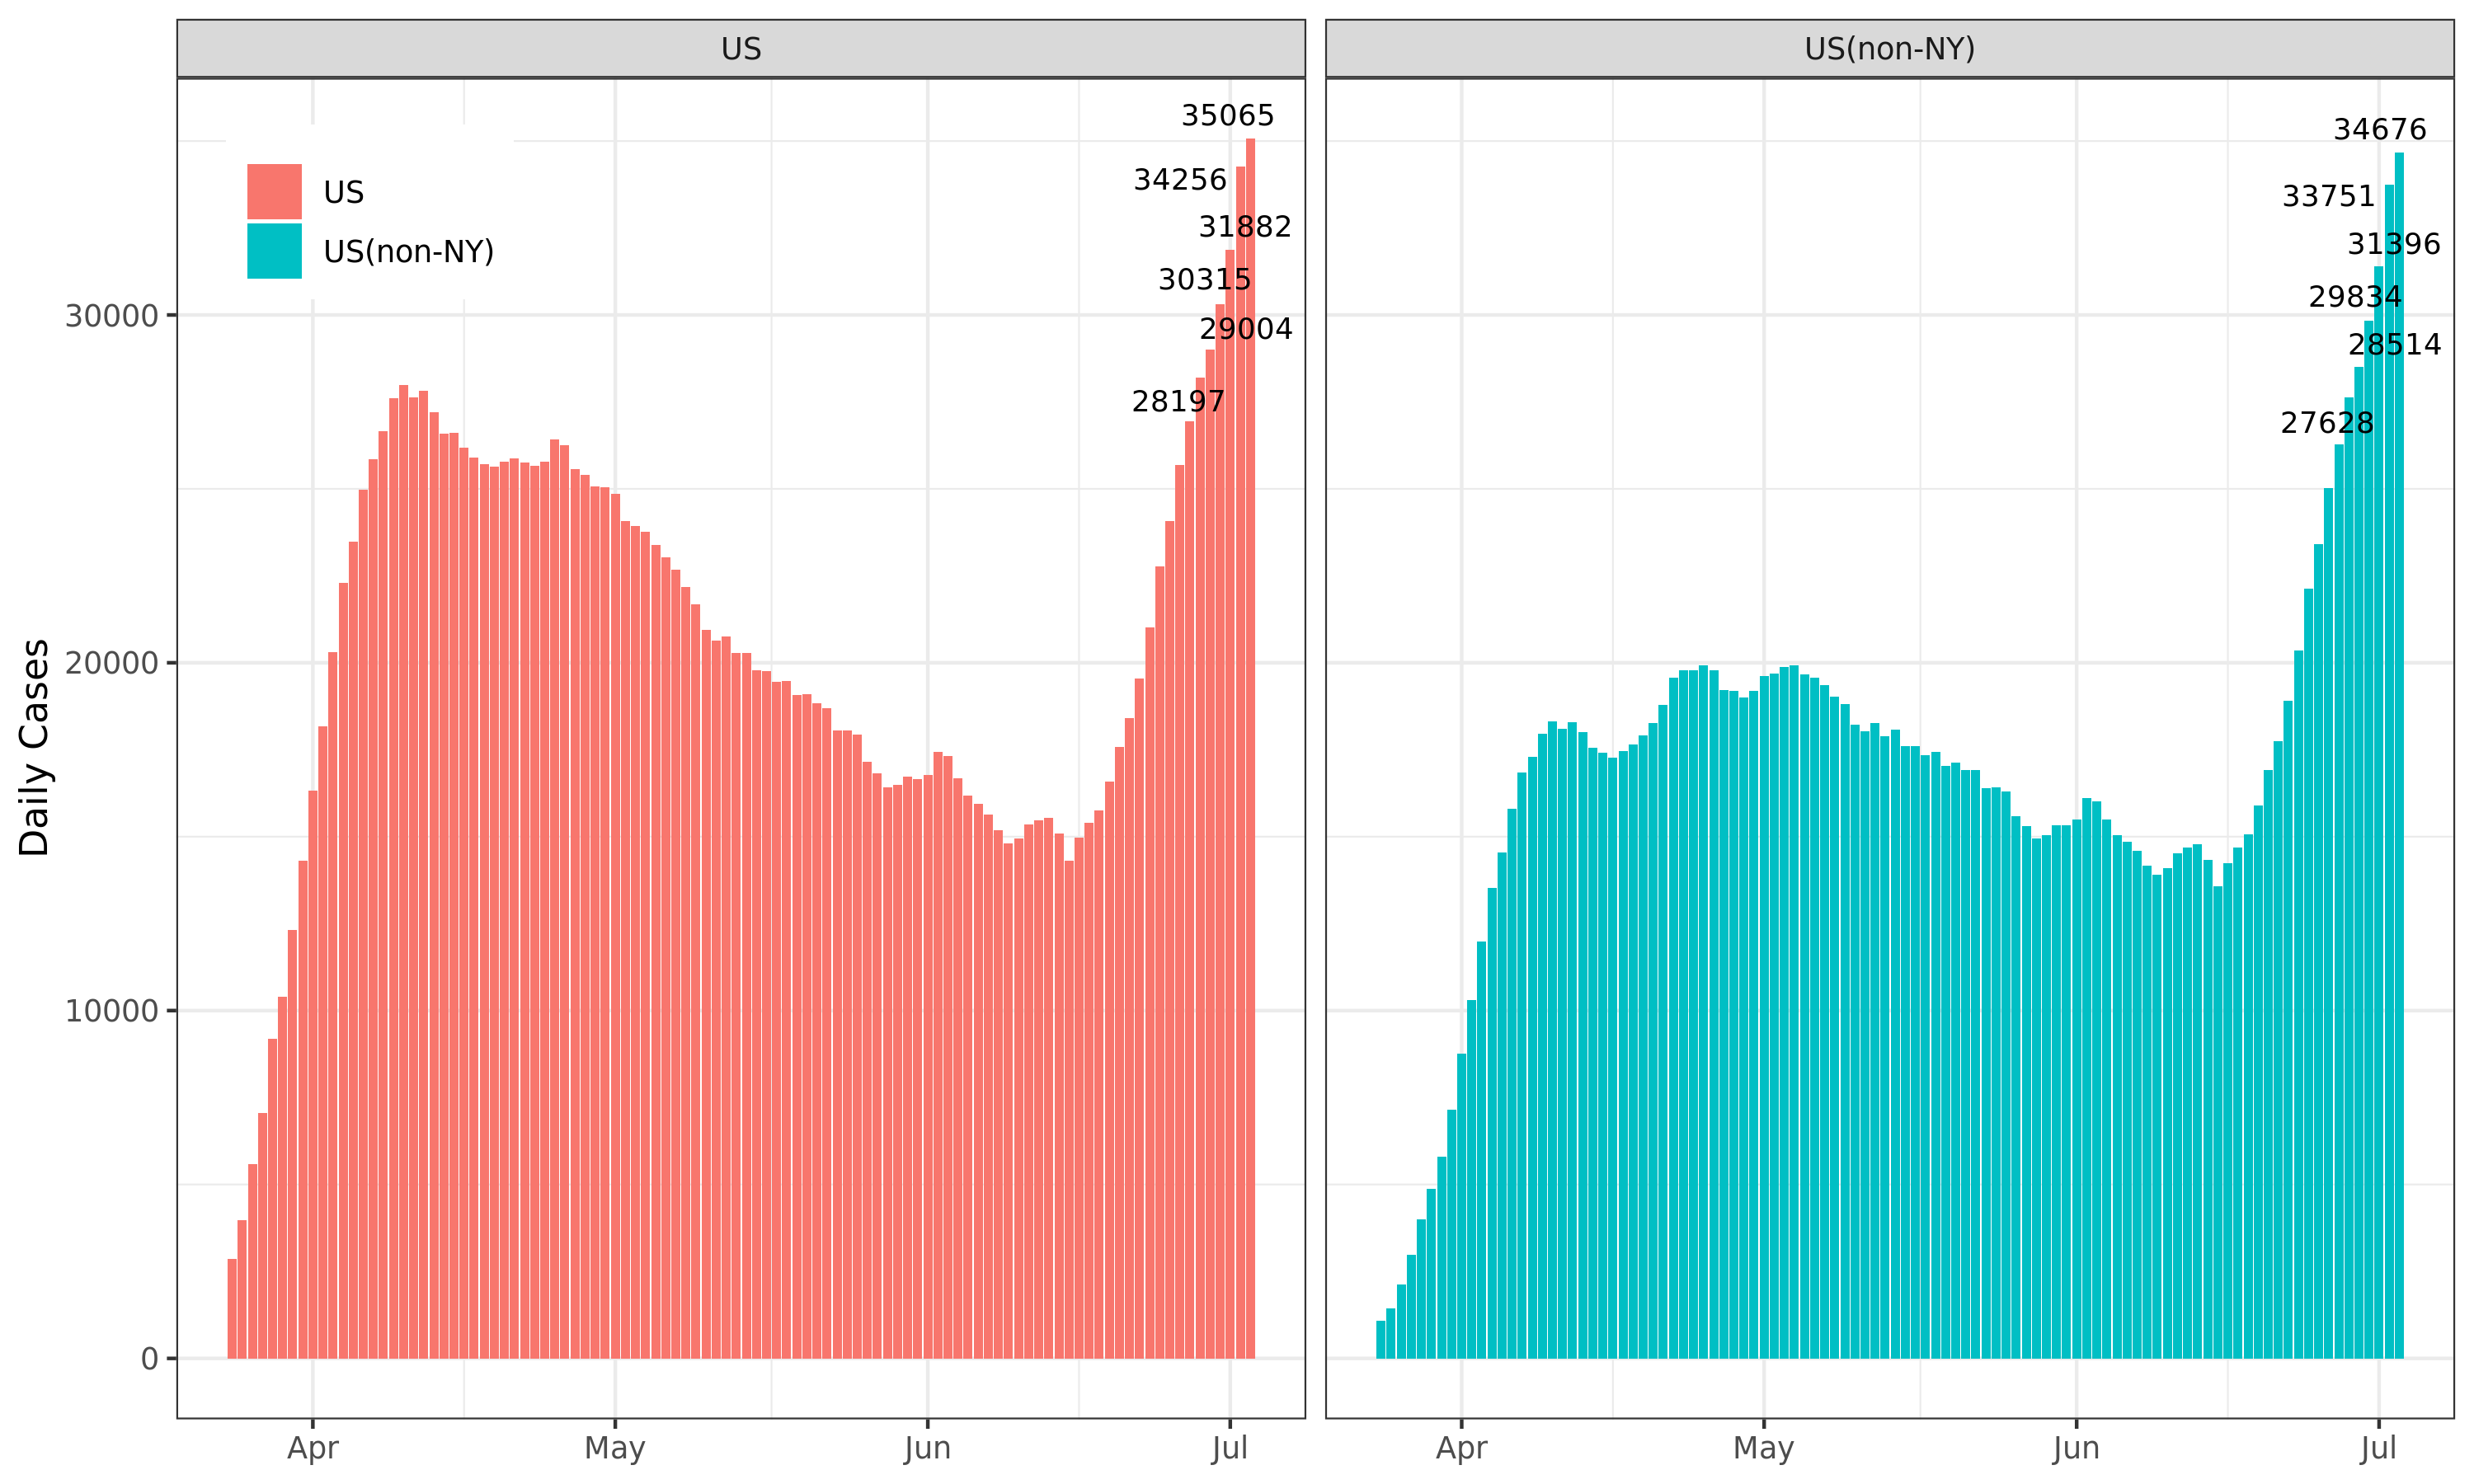 US
US(non-NY)
35065
34256
31882
30315
29004
28197
34676
33751
31396
29834
28514
27628
US
US(non-NY)
Daily Cases
30000
20000
10000
0
Apr
May
Jun
Jul
Apr
May
Jun
Jul